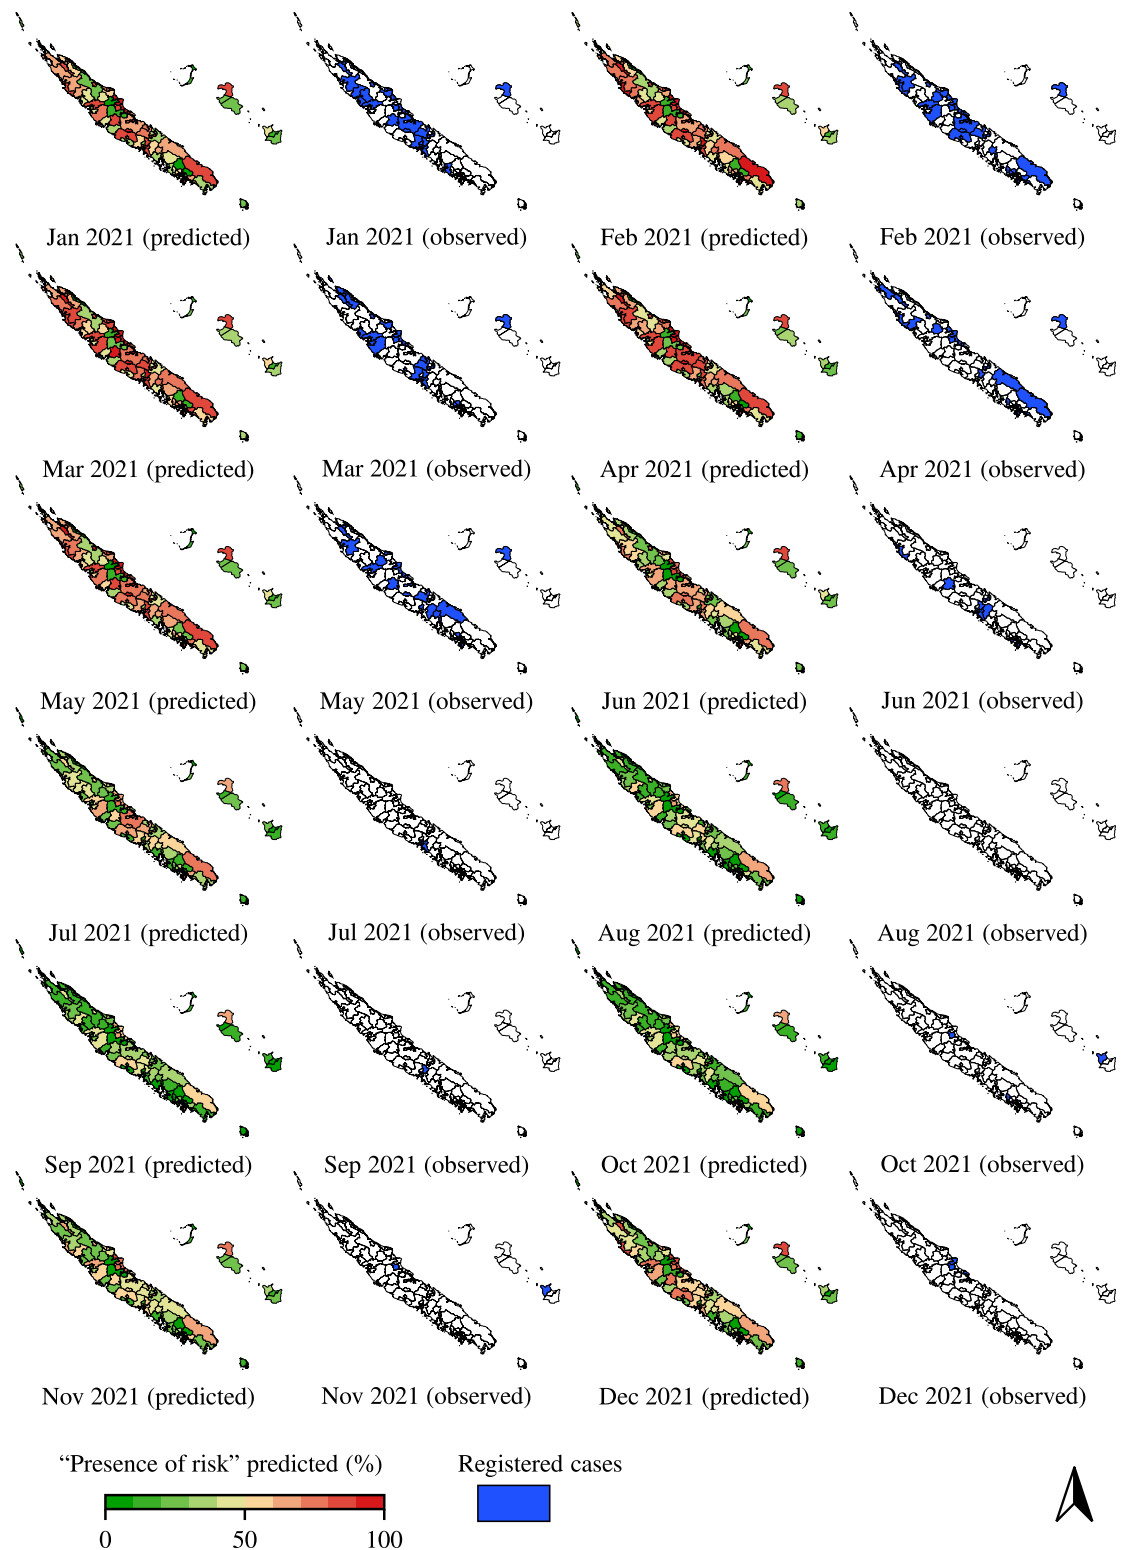 Jan 2021 (predicted) Jan 2021 (observed) Feb 2021 (predicted) Feb 2021 (observed)
Mar 2021 (predicted) Mar 2021 (observed) Apr 2021 (predicted) Apr 2021 (observed)
May 2021 (predicted) May 2021 (observed) Jun 2021 (predicted) Jun 2021 (observed)
Jul 2021 (predicted) Jul 2021 (observed) Aug 2021 (predicted) Aug 2021 (observed)
Sep 2021 (predicted) Sep 2021 (observed) Oct 2021 (predicted) Oct 2021 (observed)
Nov 2021 (predicted) Nov 2021 (observed) Dec 2021 (predicted) Dec 2021 (observed)
“Presence of risk” predicted (%) Registered cases
0 50 100